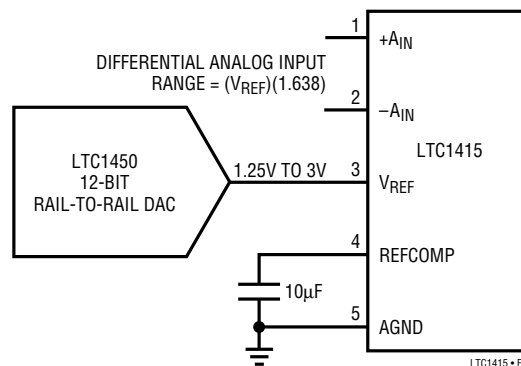 1
+AIN
DIFFERENTIAL ANALOG INPUT
RANGE = (VREF)(1.638)
2
–AIN
LTC1415
LTC1450
12-BIT
RAIL-TO-RAIL DAC
1.25V TO 3V
3
VREF
4
REFCOMP
10µF
5
AGND
LTC1415 •